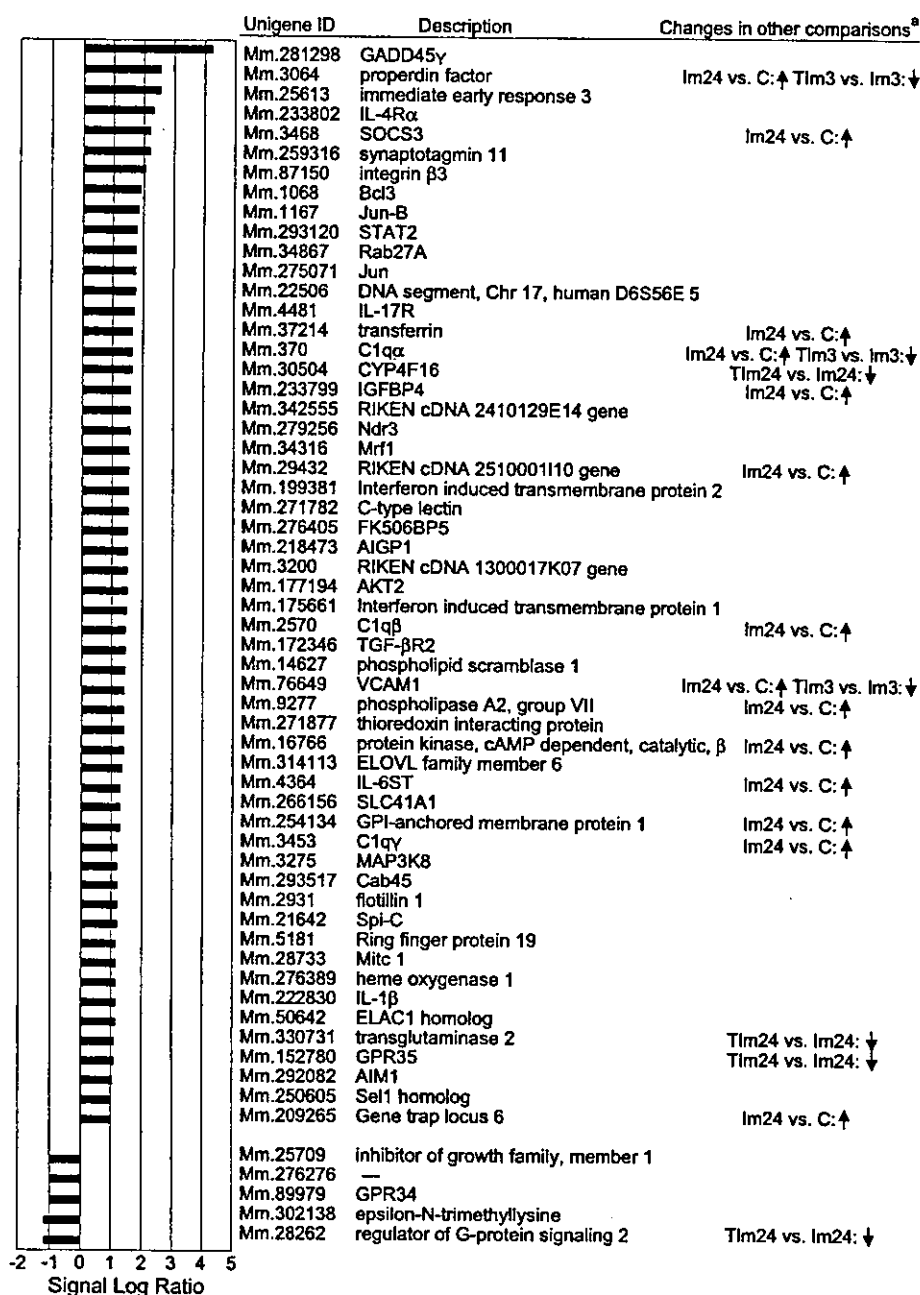 Unigene ID Description Changes in other comparisons a
Mm.281298 GADD45γ
Mm.3064 properdin factor Im24 vs. C:↑ TIm3 vs. Im3:↓
Mm.25613 immediate early response 3
Mm.233802 IL-4Rα
Mm.3468 SOCS3 Im24 vs. C:↑
Mm.259316 synaptotagmin 11
Mm.87150 integrin β3
Mm.1068 Bcl3
Mm.1167 Jun-B
Mm.293120 STAT2
Mm.34867 Rab27A
Mm.275071 Jun
Mm.22506 DNA segment, Chr 17, human D6S56E 5
Mm.4481 IL-17R
Mm.37214 transferrin Im24 vs. C:↑
Mm.370 C1qα Im24 vs. C:↑ TIm3 vs. Im3:↓
Mm.30504 CYP4F16 TIm24 vs. Im24:↓
Mm.233799 IGFBP4 Im24 vs. C:↑
Mm.342555 RIKEN cDNA 2410129E14 gene
Mm.279256 Ndr3
Mm.34316 Mrf1
Mm.29432 RIKEN cDNA 2510001I10 gene Im24 vs. C:↑
Mm.199381 Interferon induced transmembrane protein 2
Mm.271782 C-type lectin
Mm.276405 FK506BP5
Mm.218473 AIGP1
Mm.3200 RIKEN cDNA 1300017K07 gene
Mm.177194 AKT2
Mm.175661 Interferon induced transmembrane protein 1
Mm.2570 C1qβ Im24 vs. C:↑
Mm.172346 TGF-βR2
Mm.14627 phospholipid scramblase 1
Mm.76649 VCAM1 Im24 vs. C:↑ TIm3 vs. Im3:↓
Mm.9277 phospholipase A2, group VII Im24 vs. C:↑
Mm.271877 thioredoxin interacting protein
Mm.16766 protein kinase, cAMP dependent, catalytic, β Im24 vs. C:↑
Mm.314113 ELOVL family member 6
Mm.4364 IL-6ST Im24 vs. C:↑
Mm.266156 SLC41A1
Mm.254134 GPI-anchored membrane protein 1 Im24 vs. C:↑
Mm.3453 C1qγ Im24 vs. C:↑
Mm.3275 MAP3K8
Mm.293517 Cab45
Mm.2931 flotillin 1
Mm.21642 Spi-C
Mm.5181 Ring finger protein 19
Mm.28733 Mitc 1
Mm.276389 heme oxygenase 1
Mm.222830 IL-1β
Mm.50642 ELAC1 homolog
Mm.330731 transglutaminase 2 TIm24 vs. Im24: ↓
Mm.152780 GPR35 TIm24 vs. Im24: ↓
Mm.292082 AIM1
Mm.250605 Sel1 homolog
Mm.209265 Gene trap locus 6 Im24 vs. C:↑
Mm.25709 inhibitor of growth family, member 1
Mm.276276 —
Mm.89979 GPR34
Mm.302138 epsilon-N-trimethyllysine
Mm.28262 regulator of G-protein signaling 2 TIm24 vs. Im24: ↓
-2 -1 0 1 2 3 4 5
Signal Log Ratio